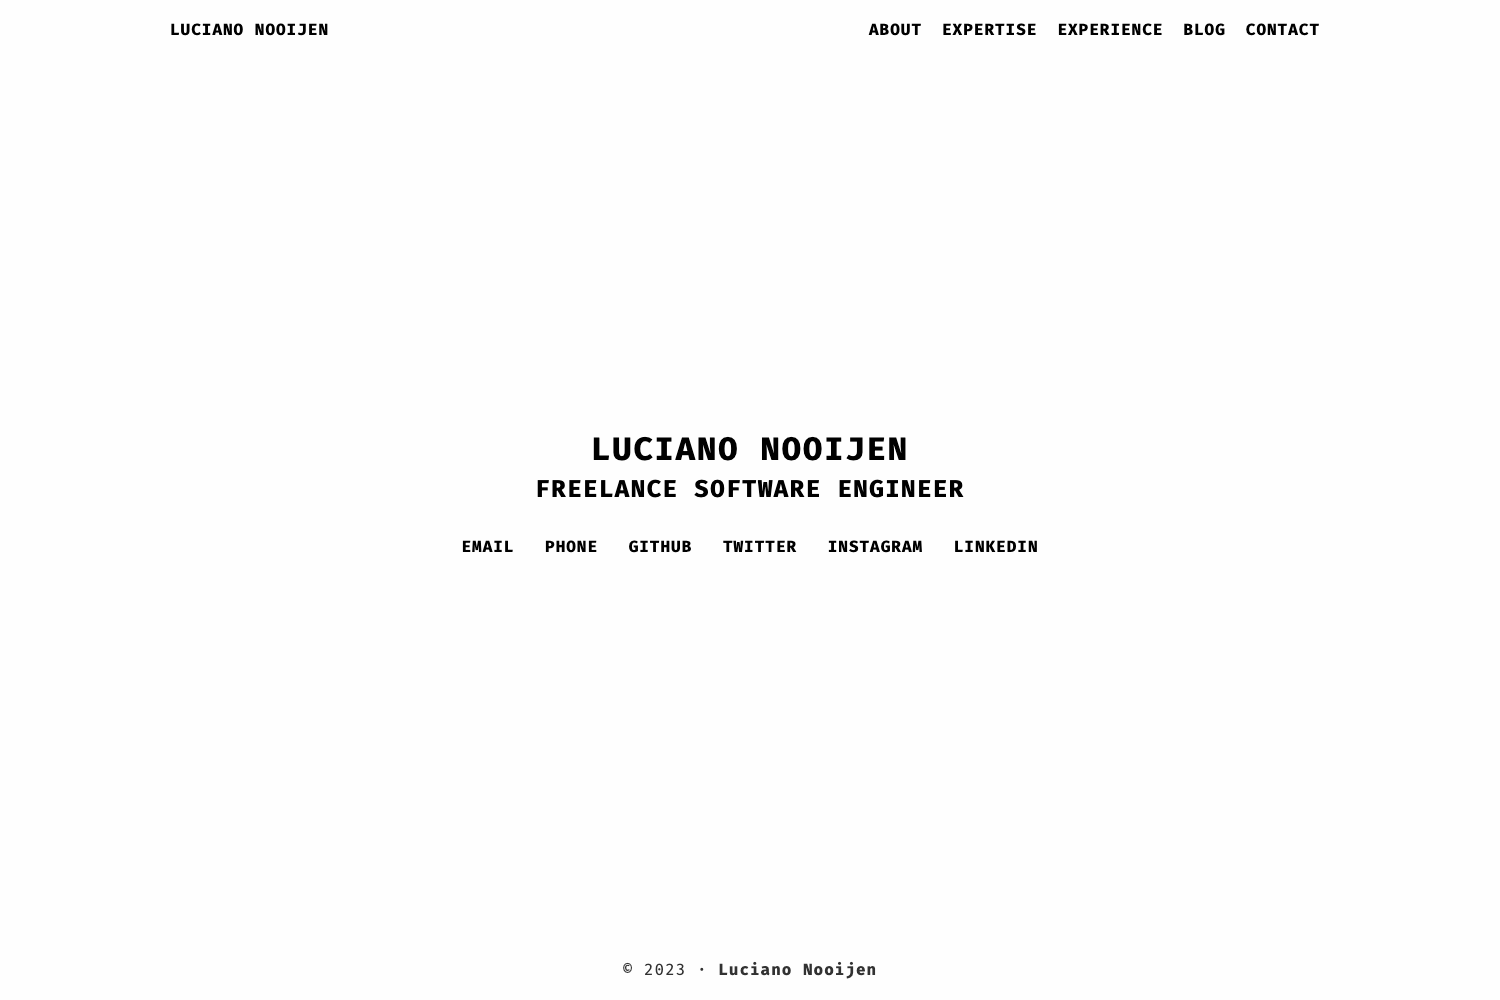 LUCIANO NOOIJEN
ABOUT EXPERTISE EXPERIENCE BLOG CONTACT
LUCIANO NOOIJEN
FREELANCE SOFTWARE ENGINEER
EMAIL PHONE GITHUB TWITTER INSTAGRAM LINKEDIN
© 2023 · Luciano Nooijen